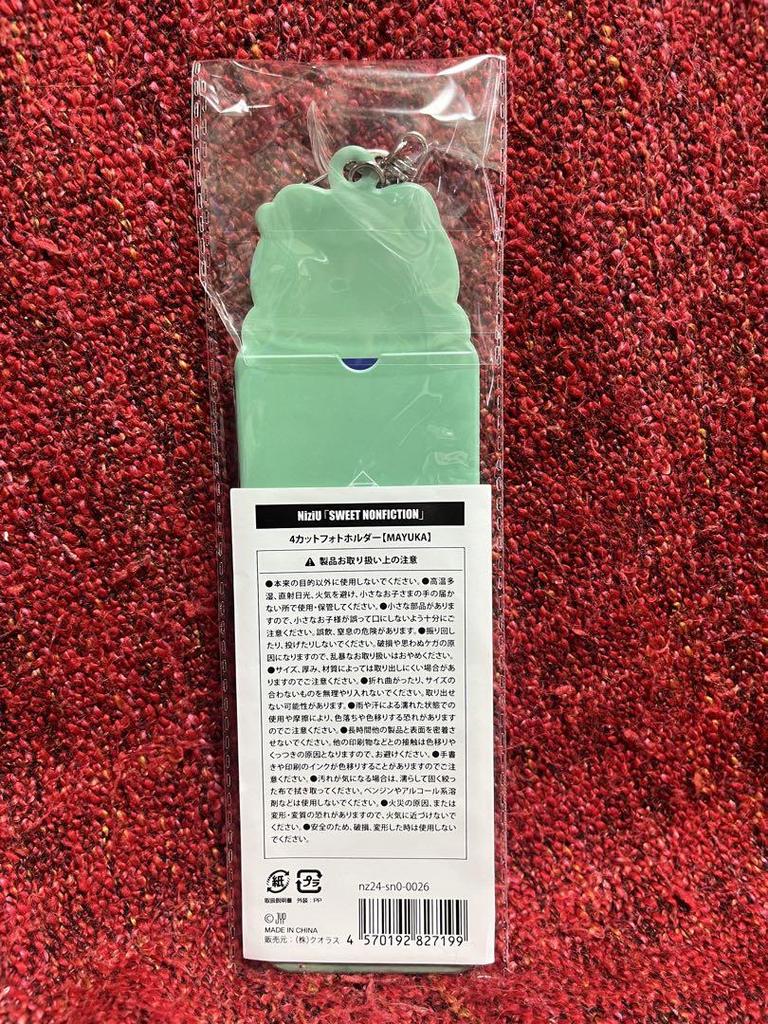 NiziU「SWEET NONFICTION」
4カットフォトホルダー【MAYUKA】
製品お取り扱い上の注意
●本来の目的以外に使用しないでください。●高温多
湿、直射日光、火気を避け、小さなお子さまの手の届か
ない所で使用・保管してください。●小さな部品がありま
すので、小さなお子様が誤って口にしないよう十分にご
注意ください。誤飲、窒息の危険があります。●振り回し
たり、投げたりしないでください。破損や思わぬケガの原
因になりますので、乱暴なお取り扱いはおやめください。
●サイズ、厚み、材質によっては取り出しにくい場合があ
りますのでご注意ください。●折れ曲がったり、サイズの
合わないものを無理やり入れないでください。取り出せ
ない可能性があります。●雨や汗による濡れた状態での
使用や摩擦により、色落ちや色移りする恐れがあります
のでご注意ください。●長時間他の製品と表面を密着さ
せないでください。他の印刷物などとの接触は色移りや
くっつきの原因となりますので、お避けください。●手書
きや印刷のインクが色移りすることがありますのでご注
意ください。●汚れが気になる場合は、濡らして固く絞っ
た布で拭き取ってください。ベンジンやアルコール系溶
剤などは使用しないでください。●火災の原因、または
変形・変質の恐れがありますので、火気に近づけないで
ください。●安全のため、破損、変形した時は使用しない
でください。
紙 プラ
取扱説明書 外装:PP
nz24-sn0-0026
© JYP
MADE IN CHINA
販売元:(株)クオラス
4 570192 827199